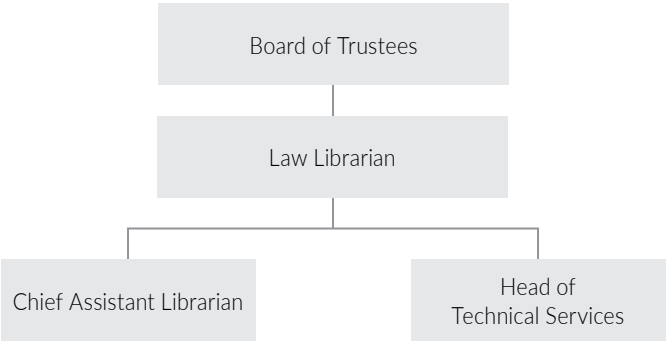 Board of Trustees
Law Librarian
Chief Assistant Librarian
Head of
Technical Services